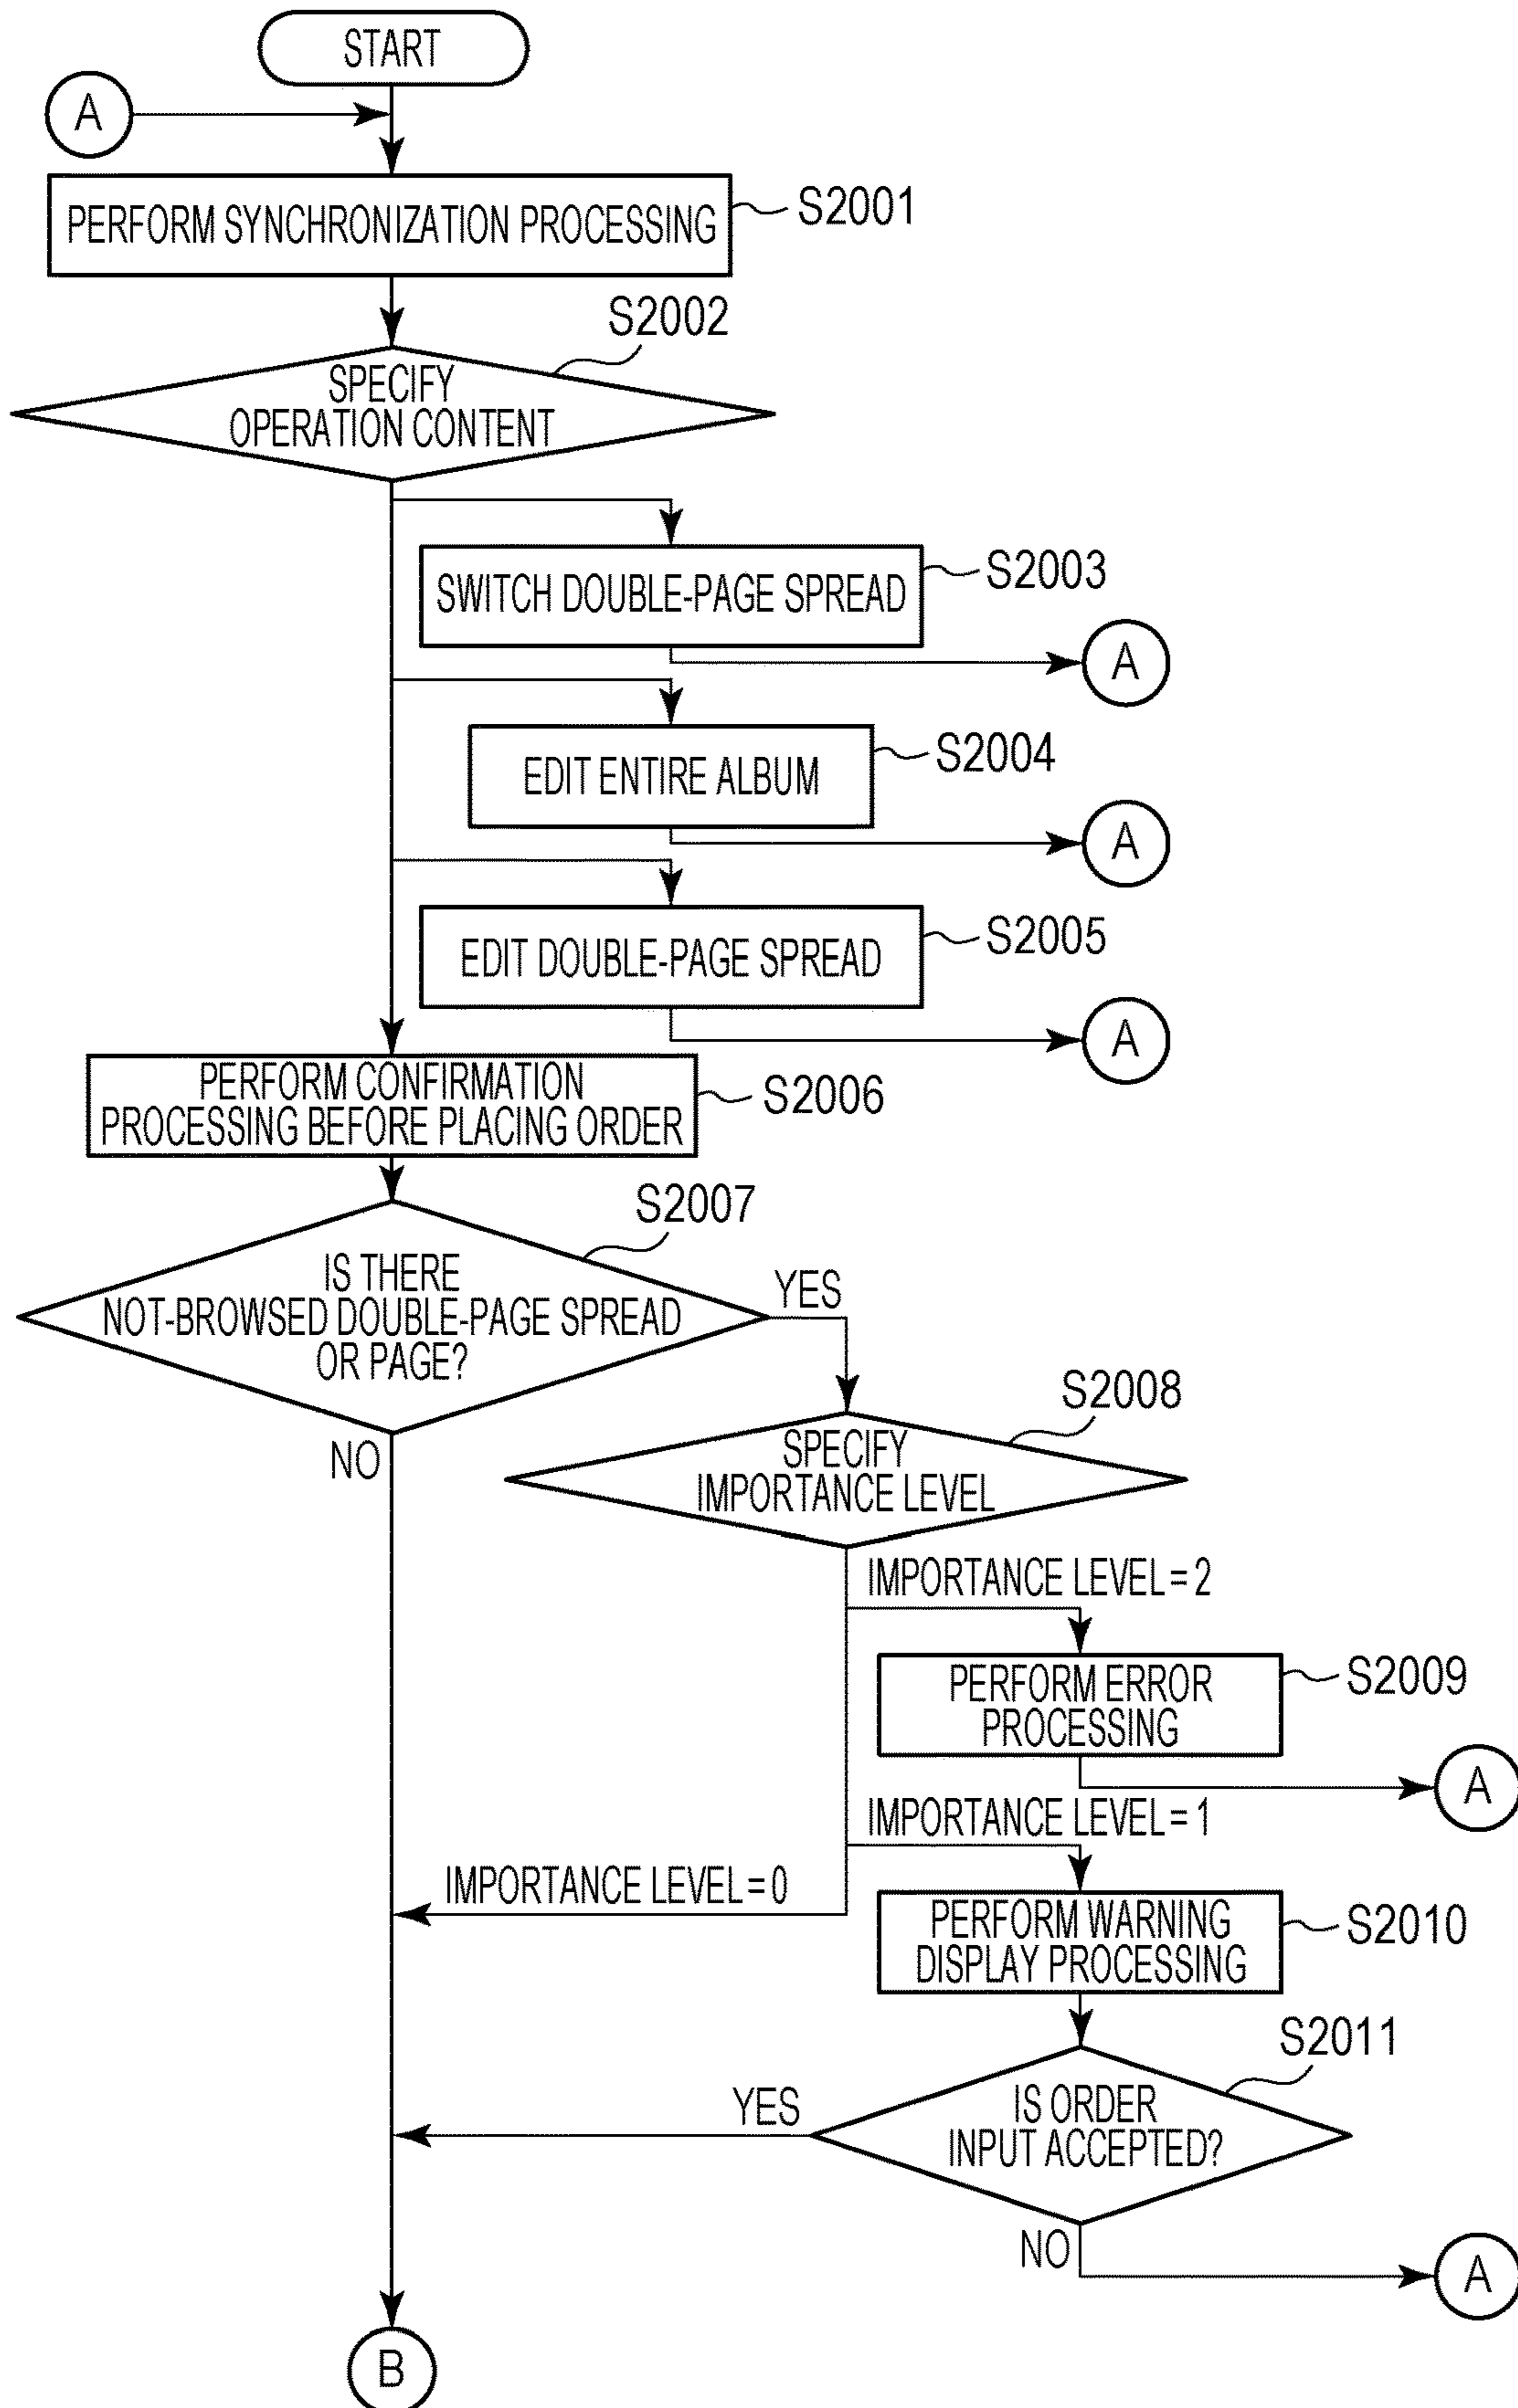 START
A
PERFORM SYNCHRONIZATION PROCESSING
S2001
S2002
SPECIFY
OPERATION CONTENT
SWITCH DOUBLE-PAGE SPREAD
S2003
A
EDIT ENTIRE ALBUM
S2004
A
EDIT DOUBLE-PAGE SPREAD
S2005
A
PERFORM CONFIRMATION
PROCESSING BEFORE PLACING ORDER
S2006
S2007
IS THERE
NOT-BROWSED DOUBLE-PAGE SPREAD
OR PAGE?
YES
NO
S2008
SPECIFY
IMPORTANCE LEVEL
IMPORTANCE LEVEL = 2
PERFORM ERROR
PROCESSING
S2009
A
IMPORTANCE LEVEL = 1
IMPORTANCE LEVEL = 0
PERFORM WARNING
DISPLAY PROCESSING
S2010
S2011
IS ORDER
INPUT ACCEPTED?
YES
NO
A
B